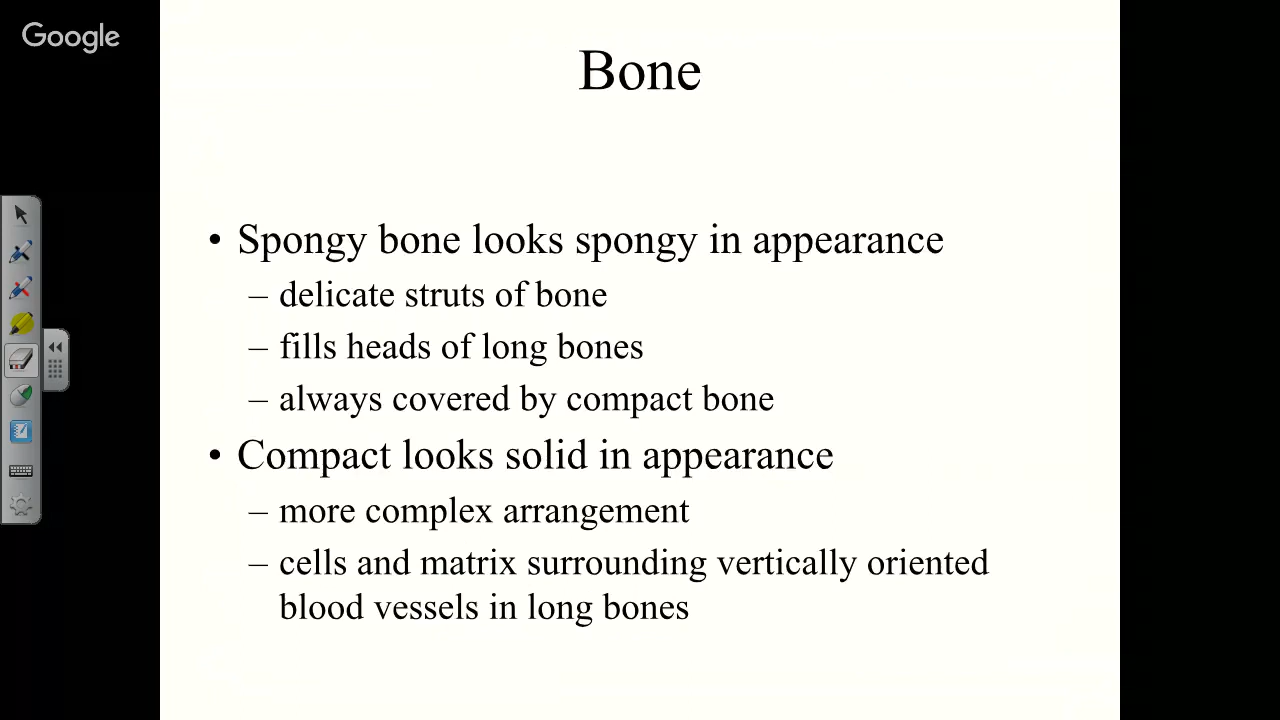 Google
Bone
• Spongy bone looks spongy in appearance
– delicate struts of bone
– fills heads of long bones
– always covered by compact bone
• Compact looks solid in appearance
– more complex arrangement
– cells and matrix surrounding vertically oriented
blood vessels in long bones